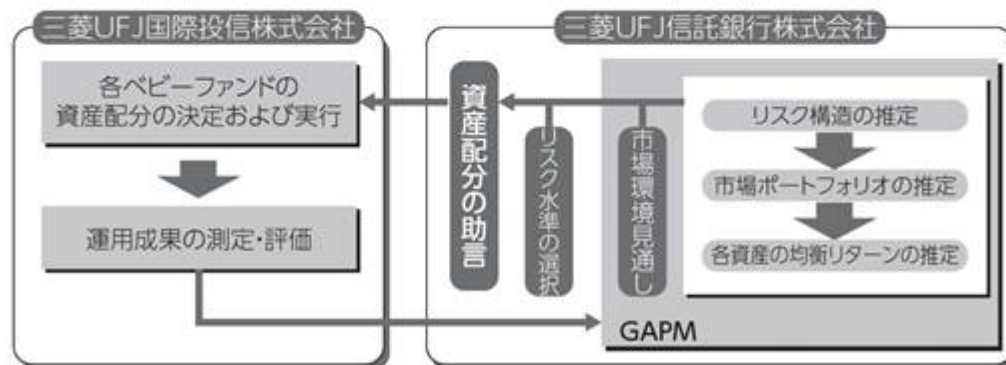 三菱UFJ国際投信株式会社
各ベビーファンドの
資産配分の決定および実行
運用成果の測定・評価
三菱UFJ信託銀行株式会社
資産配分の助言
リスク水準の選択
市場環境見通し
リスク構造の推定
市場ポートフォリオの推定
各資産の均衡リターンの推定
GAPM